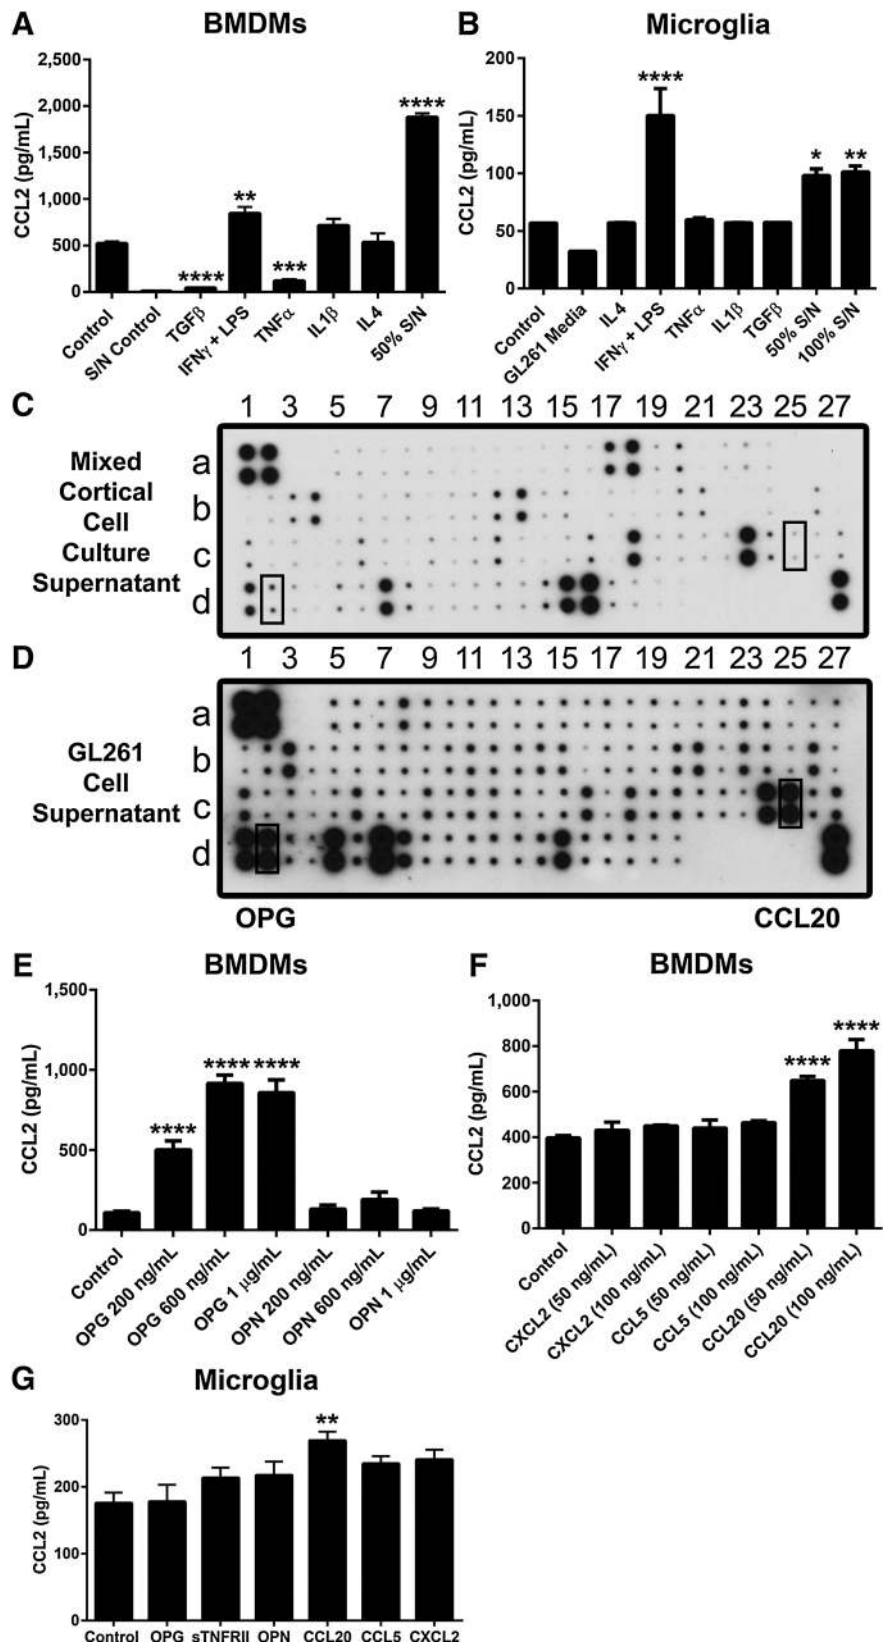 A BMDMs
CCL2 (pg/mL)
2,500
2,000
1,500
1,000
500
0
**** ** *** ****
Control S/N Control TGFβ IFNγ + LPS TNFα IL1β IL4 50% S/N
B Microglia
CCL2 (pg/mL)
200
150
100
50
0
**** * **
Control GL261 Media IL4 IFNγ + LPS TNFα IL1β TGFβ 50% S/N 100% S/N
C 1 3 5 7 9 11 13 15 17 19 21 23 25 27
Mixed
Cortical
Cell
Culture
Supernatant
a
b
c
d
D 1 3 5 7 9 11 13 15 17 19 21 23 25 27
GL261
Cell
Supernatant
a
b
c
d
OPG CCL20
E BMDMs
CCL2 (pg/mL)
1,500
1,000
500
0
**** **** ****
Control OPG 200 ng/mL OPG 600 ng/mL OPG 1 μg/mL OPN 200 ng/mL OPN 600 ng/mL OPN 1 μg/mL
F BMDMs
CCL2 (pg/mL)
1,000
800
600
400
200
0
**** ****
Control CXCL2 (50 ng/mL) CXCL2 (100 ng/mL) CCL5 (50 ng/mL) CCL5 (100 ng/mL) CCL20 (50 ng/mL) CCL20 (100 ng/mL)
G Microglia
CCL2 (pg/mL)
300
200
100
0
**
Control OPG sTNFRII OPN CCL20 CCL5 CXCL2